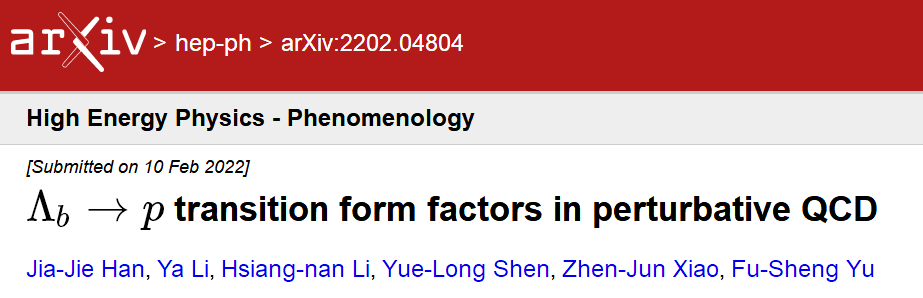 arXiv > hep-ph > arXiv:2202.04804
High Energy Physics - Phenomenology
[Submitted on 10 Feb 2022]
Λ_b → p transition form factors in perturbative QCD
Jia-Jie Han, Ya Li, Hsiang-nan Li, Yue-Long Shen, Zhen-Jun Xiao, Fu-Sheng Yu